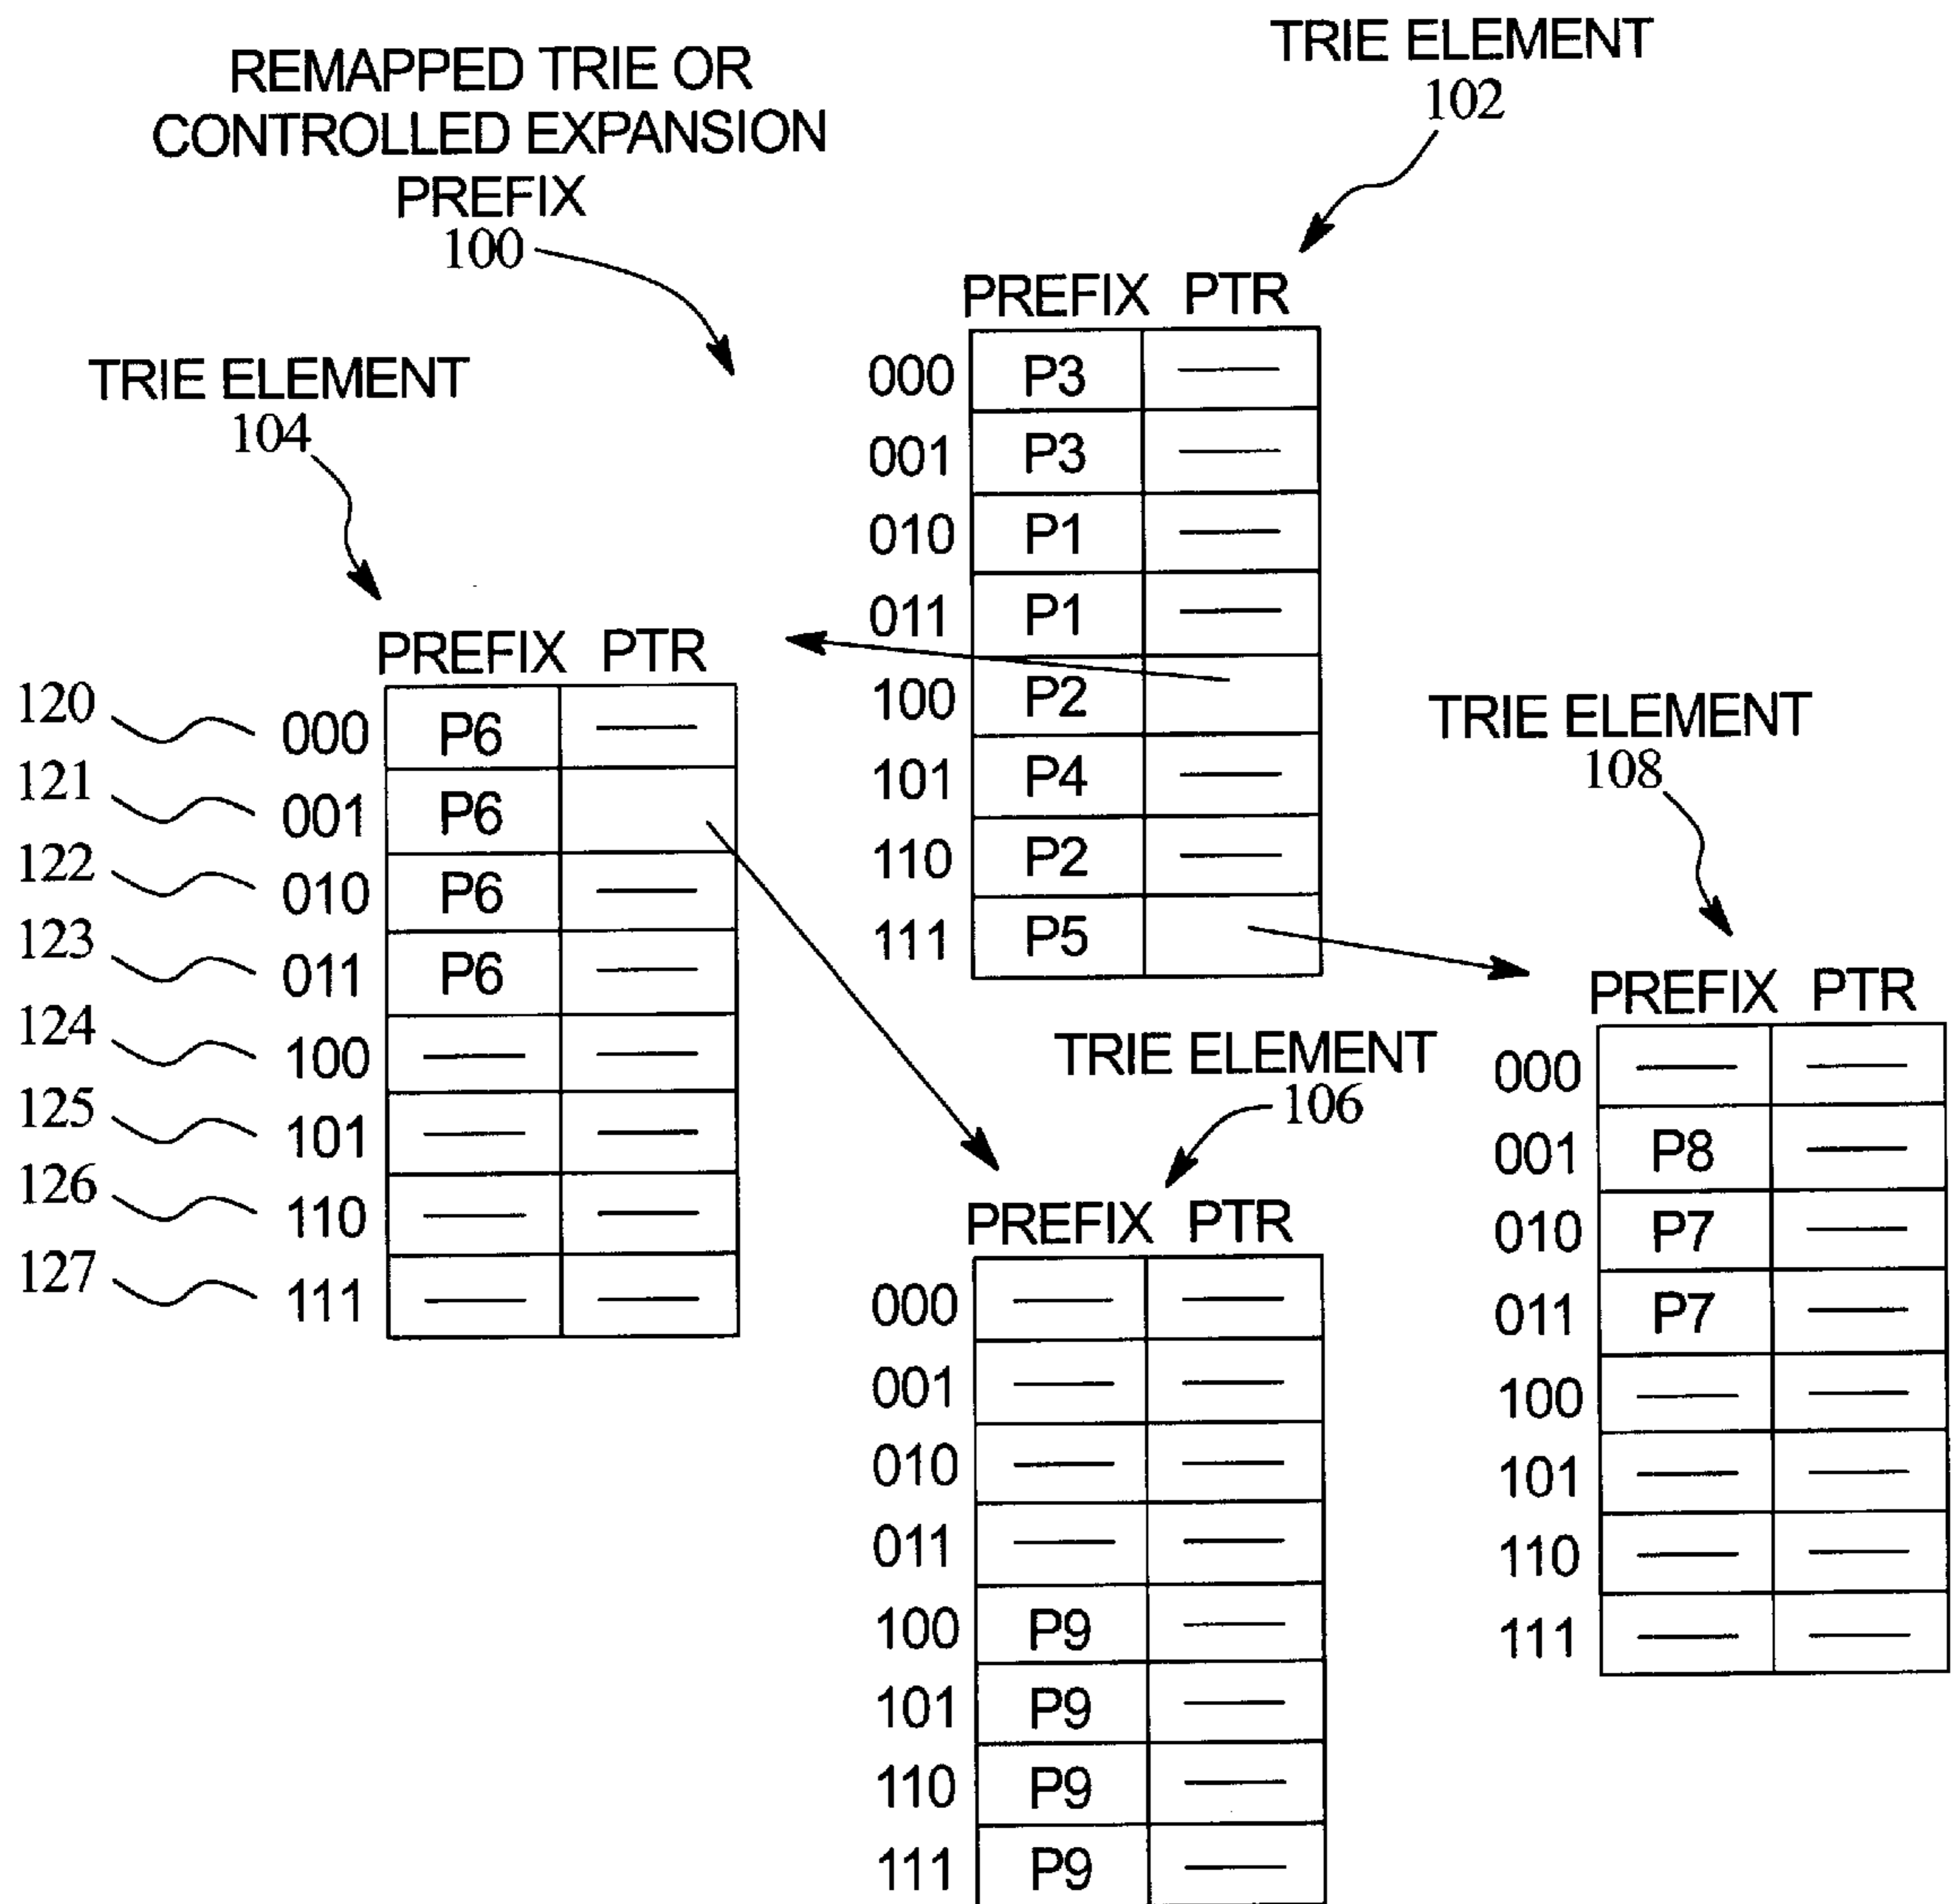 REMAPPED TRIE OR
CONTROLLED EXPANSION
PREFIX
100
TRIE ELEMENT
102
PREFIX PTR
000 P3 —
001 P3 —
010 P1 —
011 P1 —
100 P2
101 P4 —
110 P2 —
111 P5
TRIE ELEMENT
104
PREFIX PTR
120 000 P6 —
121 001 P6
122 010 P6 —
123 011 P6 —
124 100 — —
125 101 — —
126 110 — —
127 111 — —
TRIE ELEMENT
108
PREFIX PTR
000 — —
001 P8 —
010 P7 —
011 P7 —
100 — —
101 — —
110 — —
111 — —
TRIE ELEMENT
106
PREFIX PTR
000 — —
001 — —
010 — —
011 — —
100 P9 —
101 P9 —
110 P9 —
111 P9 —